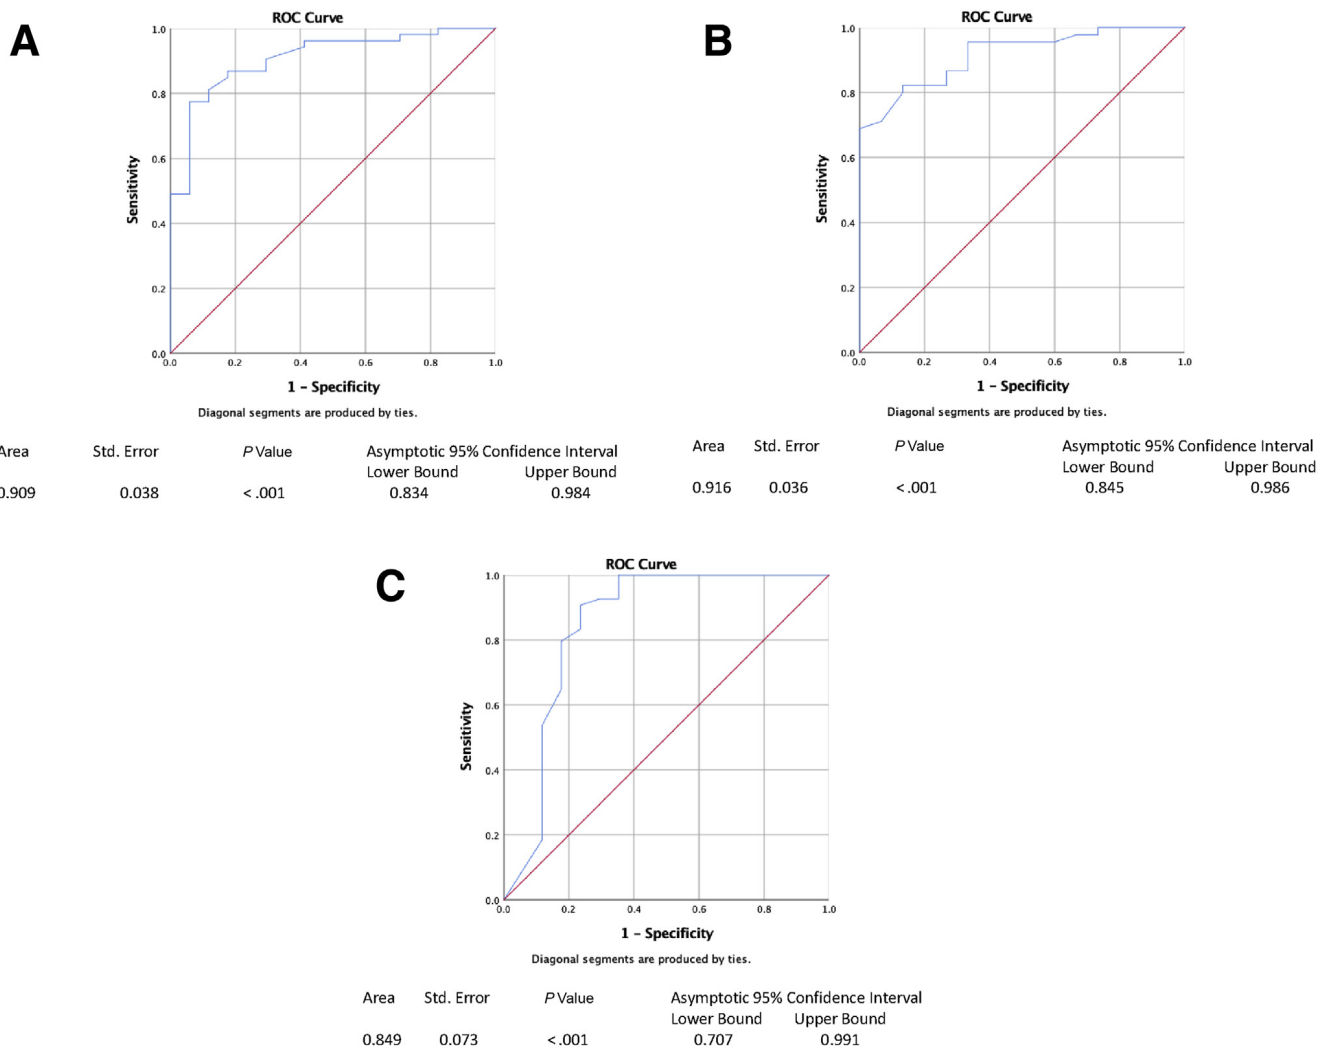 A
ROC Curve
1.0
0.8
0.6
0.4
0.2
0.0
Sensitivity
0.0 0.2 0.4 0.6 0.8 1.0
1 – Specificity
Diagonal segments are produced by ties.
Area Std. Error P Value Asymptotic 95% Confidence Interval
Lower Bound Upper Bound
0.909 0.038 <.001 0.834 0.984
B
ROC Curve
1.0
0.8
0.6
0.4
0.2
0.0
Sensitivity
0.0 0.2 0.4 0.6 0.8 1.0
1 – Specificity
Diagonal segments are produced by ties.
Area Std. Error P Value Asymptotic 95% Confidence Interval
Lower Bound Upper Bound
0.916 0.036 <.001 0.845 0.986
C
ROC Curve
1.0
0.8
0.6
0.4
0.2
0.0
Sensitivity
0.0 0.2 0.4 0.6 0.8 1.0
1 – Specificity
Diagonal segments are produced by ties.
Area Std. Error P Value Asymptotic 95% Confidence Interval
Lower Bound Upper Bound
0.849 0.073 <.001 0.707 0.991